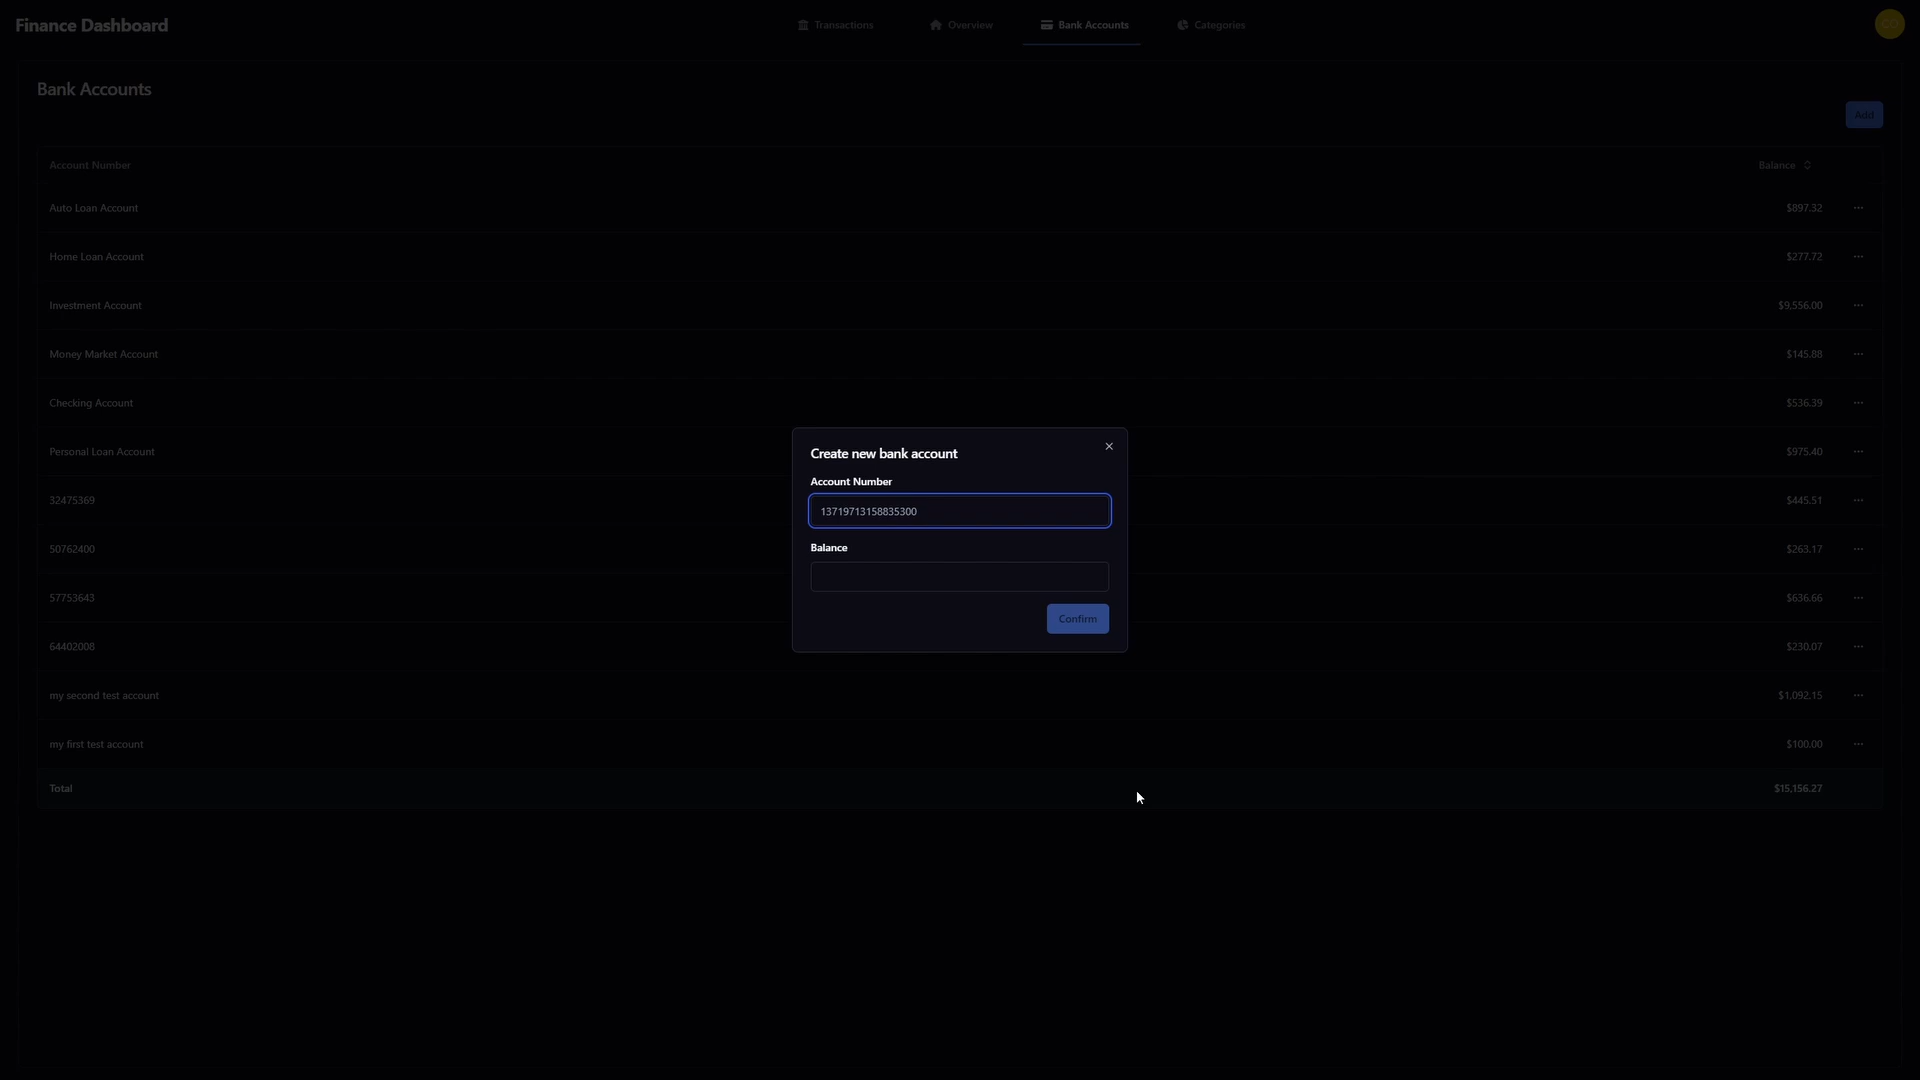 Finance Dashboard
Transactions
Overview
Bank Accounts
Categories
Bank Accounts
Add
Account Number Balance
Auto Loan Account $897.32
Home Loan Account $277.72
Investment Account $9,556.00
Money Market Account $145.88
Checking Account $536.39
Personal Loan Account $975.40
32475369 $445.51
50762400 $263.17
57753643 $636.66
64402008 $230.07
my second test account $1,092.15
my first test account $100.00
Total $15,156.27
Create new bank account
Account Number
13719713158835300
Balance
Confirm